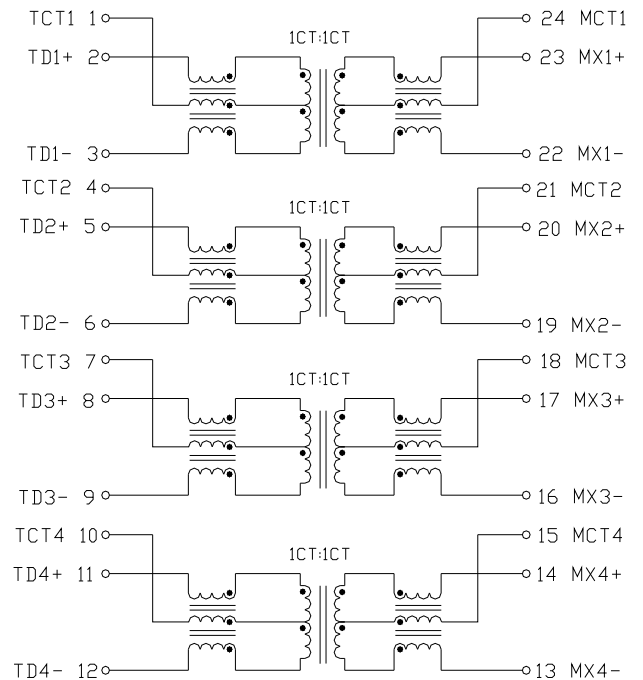 TCT1 1 24 MCT1
1CT:1CT
TD1+ 2 23 MX1+
TD1- 3 22 MX1-
TCT2 4 21 MCT2
1CT:1CT
TD2+ 5 20 MX2+
TD2- 6 19 MX2-
TCT3 7 18 MCT3
1CT:1CT
TD3+ 8 17 MX3+
TD3- 9 16 MX3-
TCT4 10 15 MCT4
1CT:1CT
TD4+ 11 14 MX4+
TD4- 12 13 MX4-